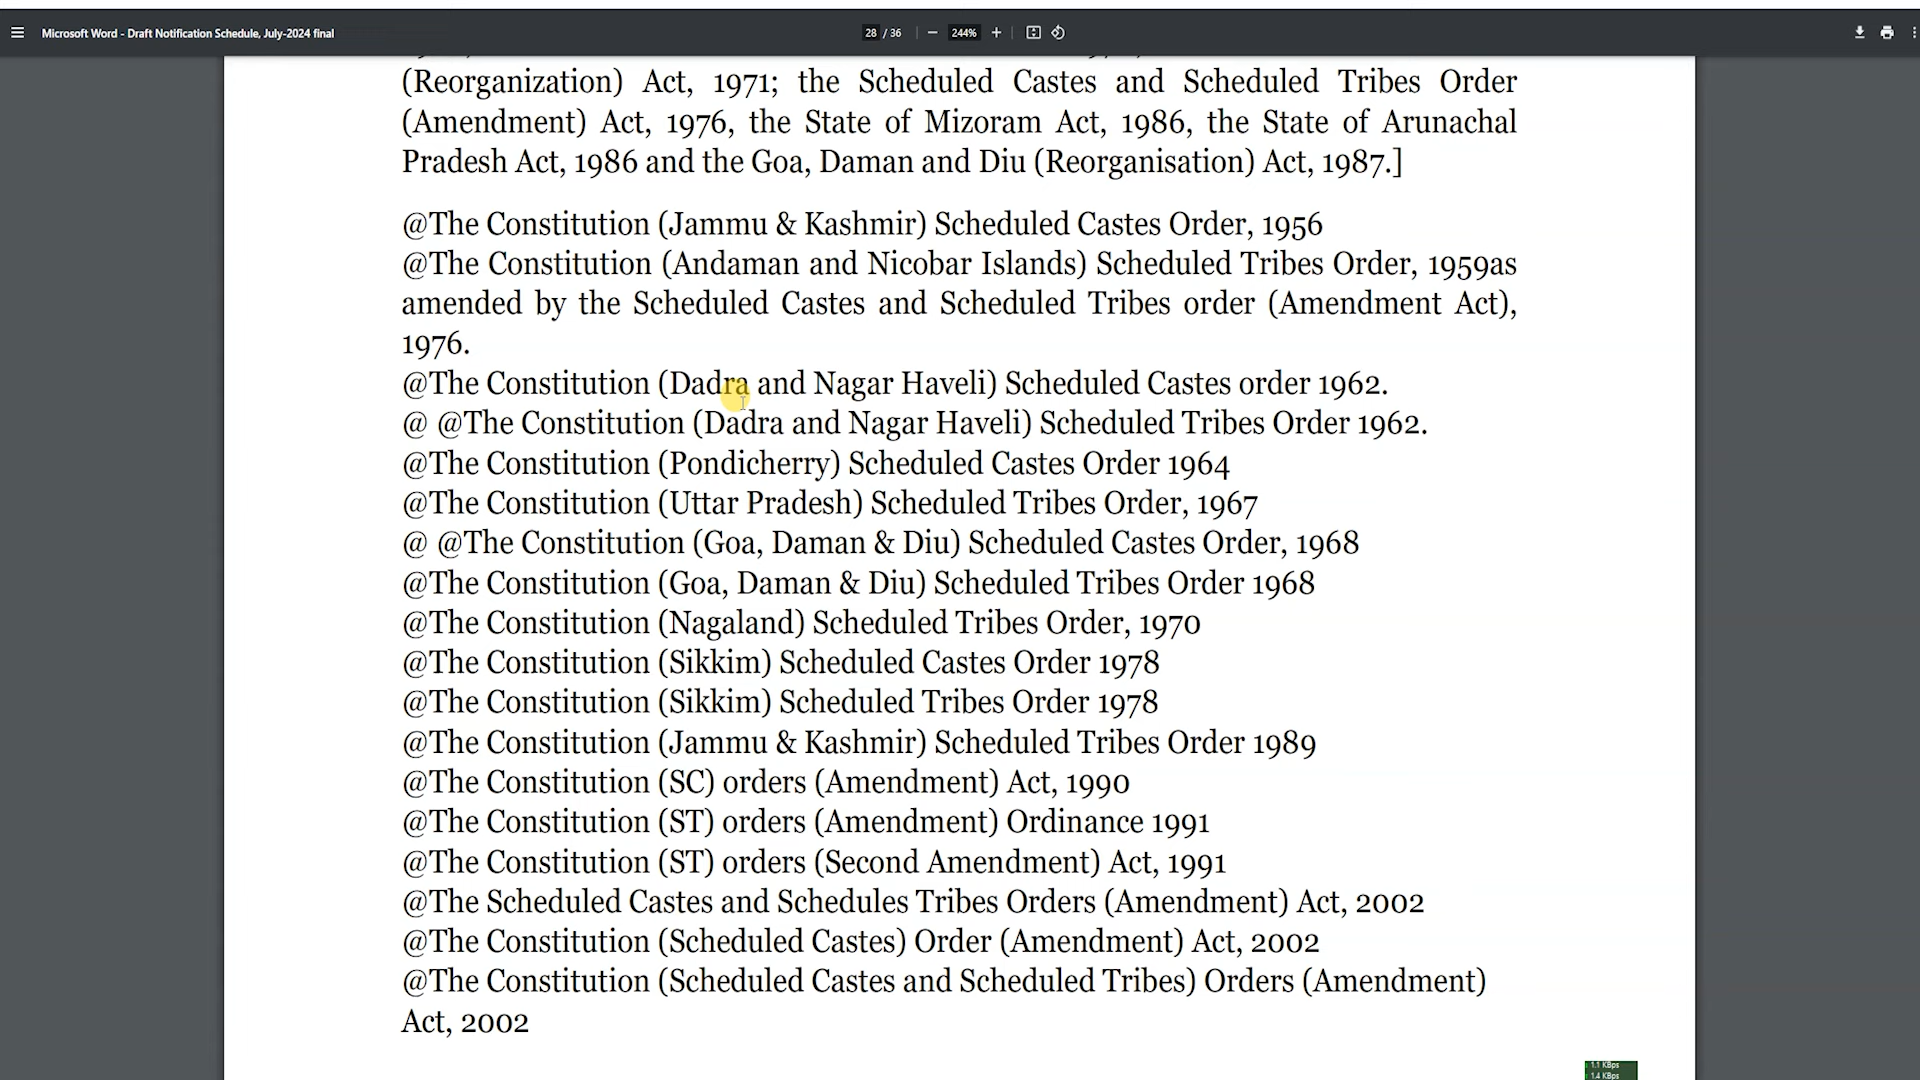 Microsoft Word - Draft Notification Schedule, July-2024 final
28 / 36
244%
(Reorganization) Act, 1971; the Scheduled Castes and Scheduled Tribes Order
(Amendment) Act, 1976, the State of Mizoram Act, 1986, the State of Arunachal
Pradesh Act, 1986 and the Goa, Daman and Diu (Reorganisation) Act, 1987.]
@The Constitution (Jammu & Kashmir) Scheduled Castes Order, 1956
@The Constitution (Andaman and Nicobar Islands) Scheduled Tribes Order, 1959as
amended by the Scheduled Castes and Scheduled Tribes order (Amendment Act),
1976.
@The Constitution (Dadra and Nagar Haveli) Scheduled Castes order 1962.
@ @The Constitution (Dadra and Nagar Haveli) Scheduled Tribes Order 1962.
@The Constitution (Pondicherry) Scheduled Castes Order 1964
@The Constitution (Uttar Pradesh) Scheduled Tribes Order, 1967
@ @The Constitution (Goa, Daman & Diu) Scheduled Castes Order, 1968
@The Constitution (Goa, Daman & Diu) Scheduled Tribes Order 1968
@The Constitution (Nagaland) Scheduled Tribes Order, 1970
@The Constitution (Sikkim) Scheduled Castes Order 1978
@The Constitution (Sikkim) Scheduled Tribes Order 1978
@The Constitution (Jammu & Kashmir) Scheduled Tribes Order 1989
@The Constitution (SC) orders (Amendment) Act, 1990
@The Constitution (ST) orders (Amendment) Ordinance 1991
@The Constitution (ST) orders (Second Amendment) Act, 1991
@The Scheduled Castes and Schedules Tribes Orders (Amendment) Act, 2002
@The Constitution (Scheduled Castes) Order (Amendment) Act, 2002
@The Constitution (Scheduled Castes and Scheduled Tribes) Orders (Amendment)
Act, 2002
1.1 KBps
1.4 KBps